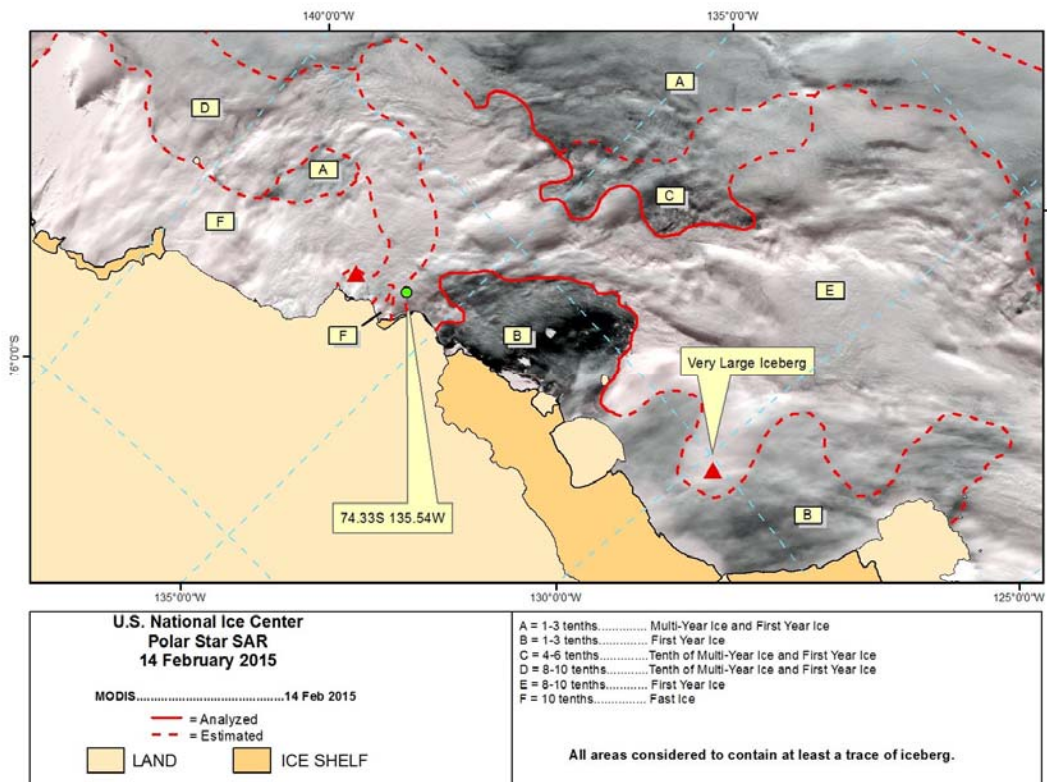 140°0'0"W
135°0'0"W
A
D
A
C
F
E
F
B
Very Large Iceberg
74.33S 135.54W
B
135°0'0"W
130°0'0"W
125°0'0"W
U.S. National Ice Center
Polar Star SAR
14 February 2015
MODIS.......................................14 Feb 2015
= Analyzed
= Estimated
LAND
ICE SHELF
A = 1-3 tenths.............. Multi-Year Ice and First Year Ice
B = 1-3 tenths.............. First Year Ice
C = 4-6 tenths..............Tenth of Multi-Year Ice and First Year Ice
D = 8-10 tenths............Tenth of Multi-Year Ice and First Year Ice
E = 8-10 tenths............ First Year Ice
F = 10 tenths................ Fast Ice
All areas considered to contain at least a trace of iceberg.